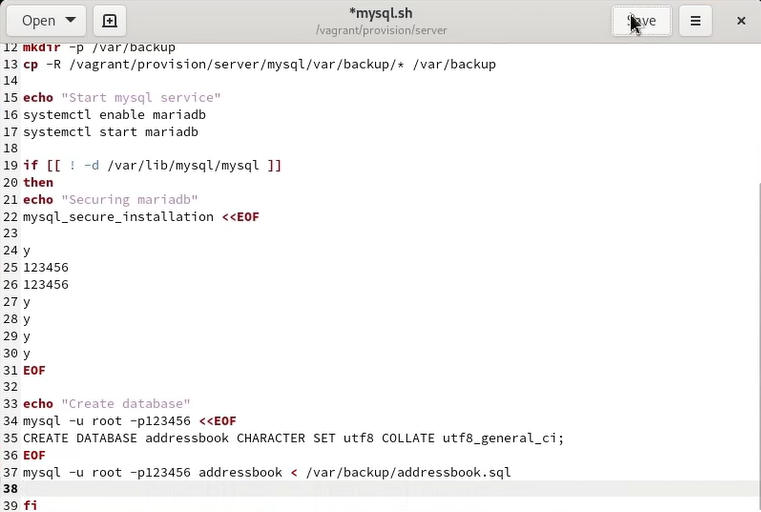 Open
*mysql.sh
/vagrant/provision/server
Save
12 mkdir -p /var/backup
13 cp -R /vagrant/provision/server/mysql/var/backup/* /var/backup
14
15 echo "Start mysql service"
16 systemctl enable mariadb
17 systemctl start mariadb
18
19 if [[ ! -d /var/lib/mysql/mysql ]]
20 then
21 echo "Securing mariadb"
22 mysql_secure_installation <<EOF
23
24 y
25 123456
26 123456
27 y
28 y
29 y
30 y
31 EOF
32
33 echo "Create database"
34 mysql -u root -p123456 <<EOF
35 CREATE DATABASE addressbook CHARACTER SET utf8 COLLATE utf8_general_ci;
36 EOF
37 mysql -u root -p123456 addressbook < /var/backup/addressbook.sql
38
39 fi